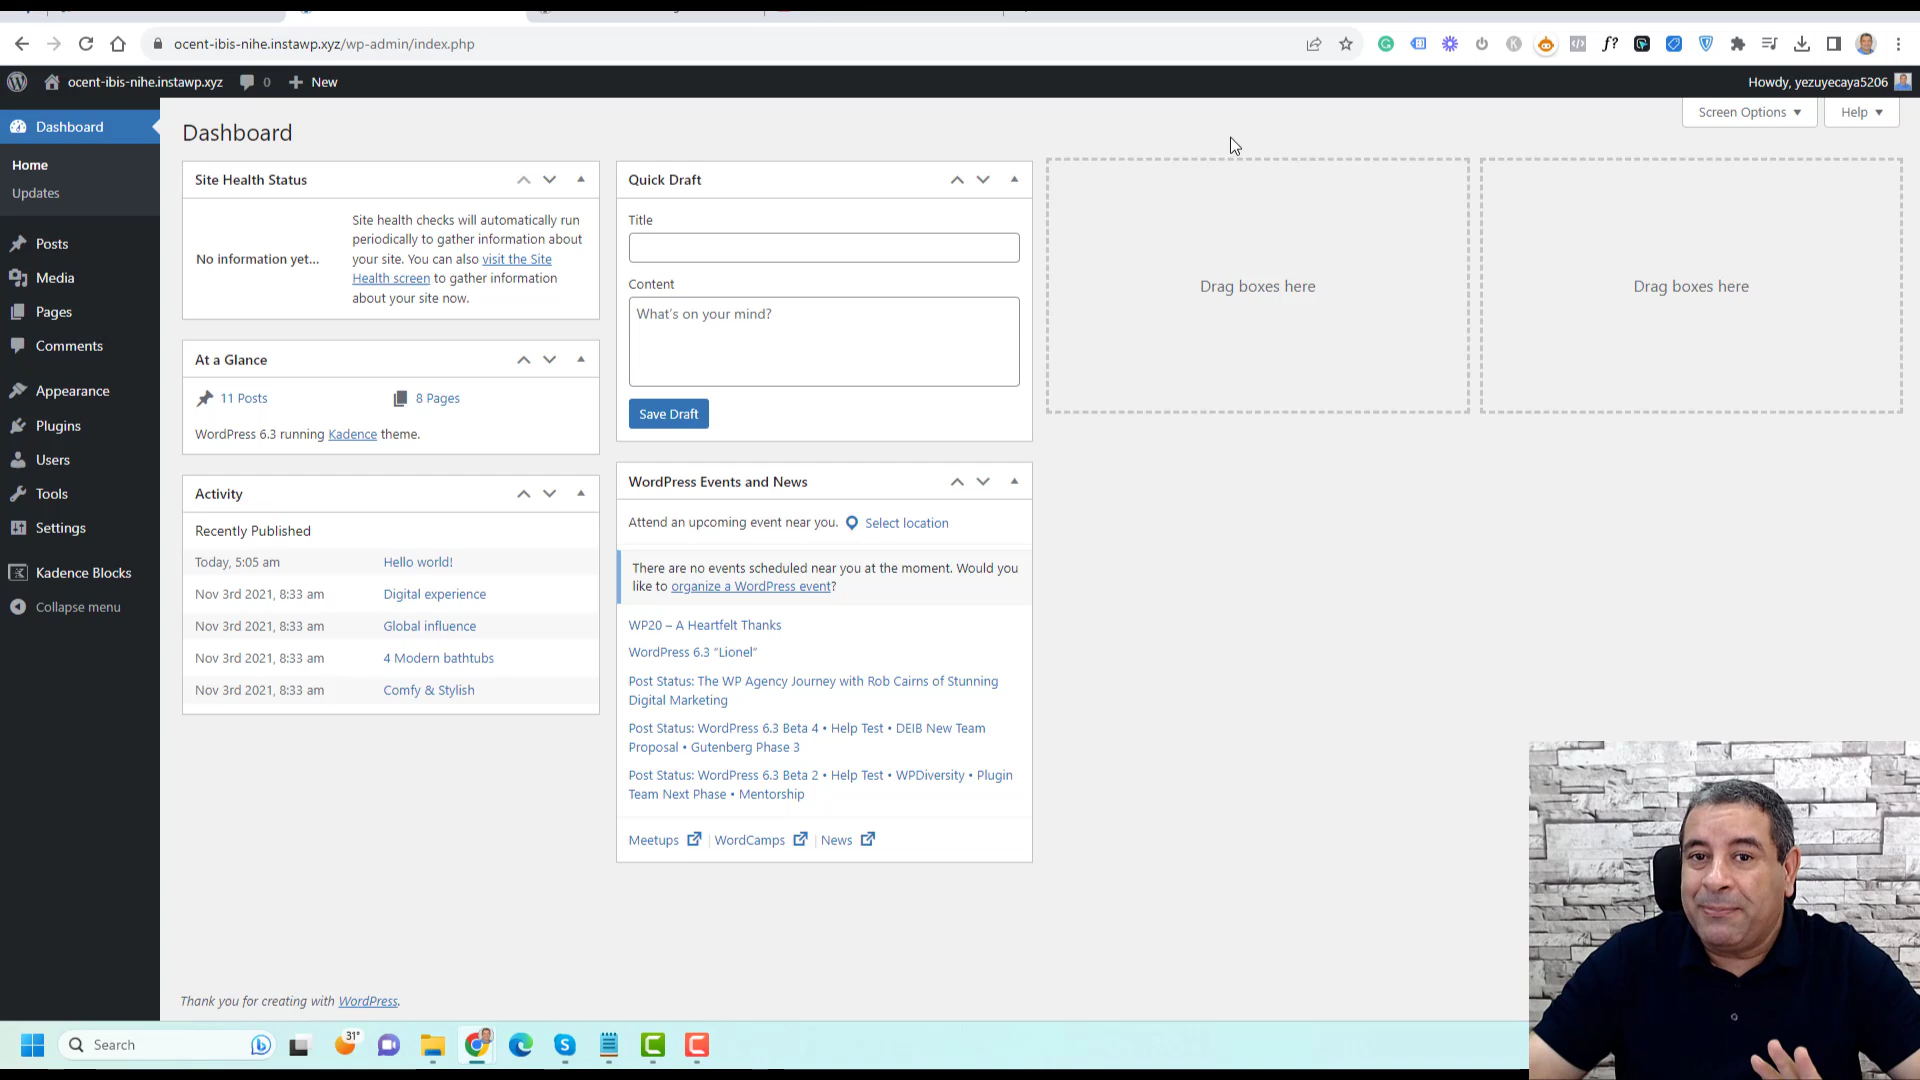 ocent-ibis-nihe.instawp.xyz/wp-admin/index.php
ocent-ibis-nihe.instawp.xyz
0
New
Howdy, yezuyecaya5206
Screen Options
Help
Dashboard
Home
Updates
Posts
Media
Pages
Comments
Appearance
Plugins
Users
Tools
Settings
Kadence Blocks
Collapse menu
Dashboard
Site Health Status
No information yet...
Site health checks will automatically run
periodically to gather information about
your site. You can also visit the Site
Health screen to gather information
about your site now.
At a Glance
11 Posts
8 Pages
WordPress 6.3 running Kadence theme.
Activity
Recently Published
Today, 5:05 am
Hello world!
Nov 3rd 2021, 8:33 am
Digital experience
Nov 3rd 2021, 8:33 am
Global influence
Nov 3rd 2021, 8:33 am
4 Modern bathtubs
Nov 3rd 2021, 8:33 am
Comfy & Stylish
Quick Draft
Title
Content
What's on your mind?
Save Draft
WordPress Events and News
Attend an upcoming event near you. Select location
There are no events scheduled near you at the moment. Would you
like to organize a WordPress event?
WP20 – A Heartfelt Thanks
WordPress 6.3 “Lionel”
Post Status: The WP Agency Journey with Rob Cairns of Stunning
Digital Marketing
Post Status: WordPress 6.3 Beta 4 • Help Test • DEIB New Team
Proposal • Gutenberg Phase 3
Post Status: WordPress 6.3 Beta 2 • Help Test • WPDiversity • Plugin
Team Next Phase • Mentorship
Meetups | WordCamps | News
Drag boxes here
Drag boxes here
Thank you for creating with WordPress.
Search
31°